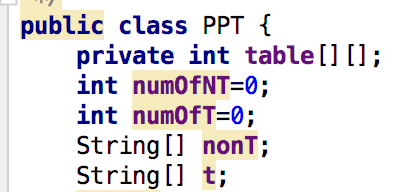 public class PPT {
private int table[][];
int numOfNT=0;
int numOfT=0;
String[] nonT;
String[] t;